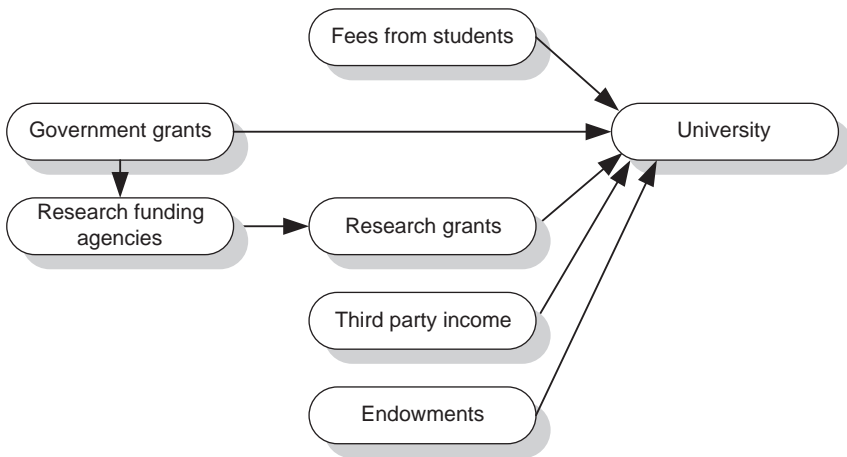 Fees from students
Government grants
University
Research funding
agencies
Research grants
Third party income
Endowments